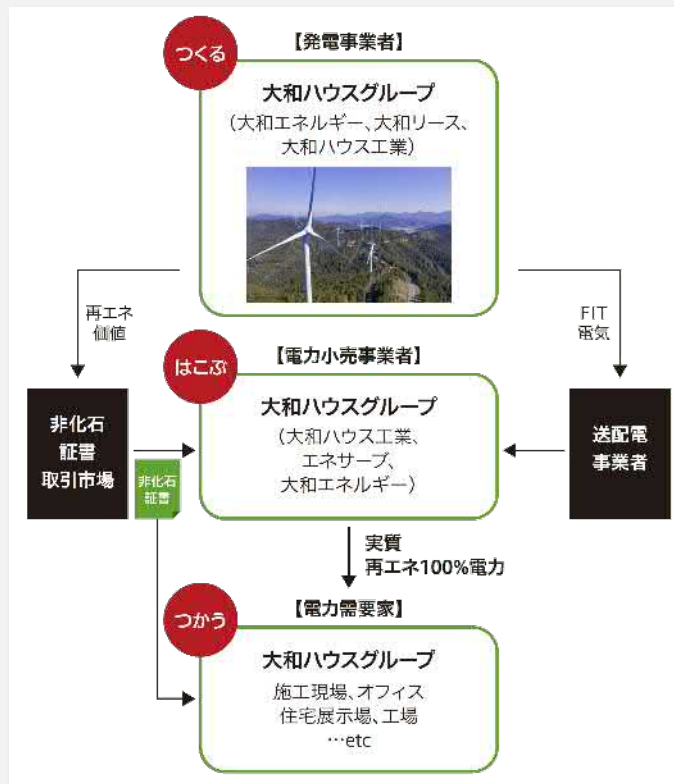 つくる
【発電事業者】
大和ハウスグループ
（大和エネルギー、大和リース、
大和ハウス工業）
再エネ
価値
FIT
電気
はこぶ
【電力小売事業者】
大和ハウスグループ
（大和ハウス工業、
エネサーブ、
大和エネルギー）
非化石
証書
取引市場
非化石
証書
送配電
事業者
実質
再エネ100%電力
つかう
【電力需要家】
大和ハウスグループ
施工現場、オフィス
住宅展示場、工場
…etc